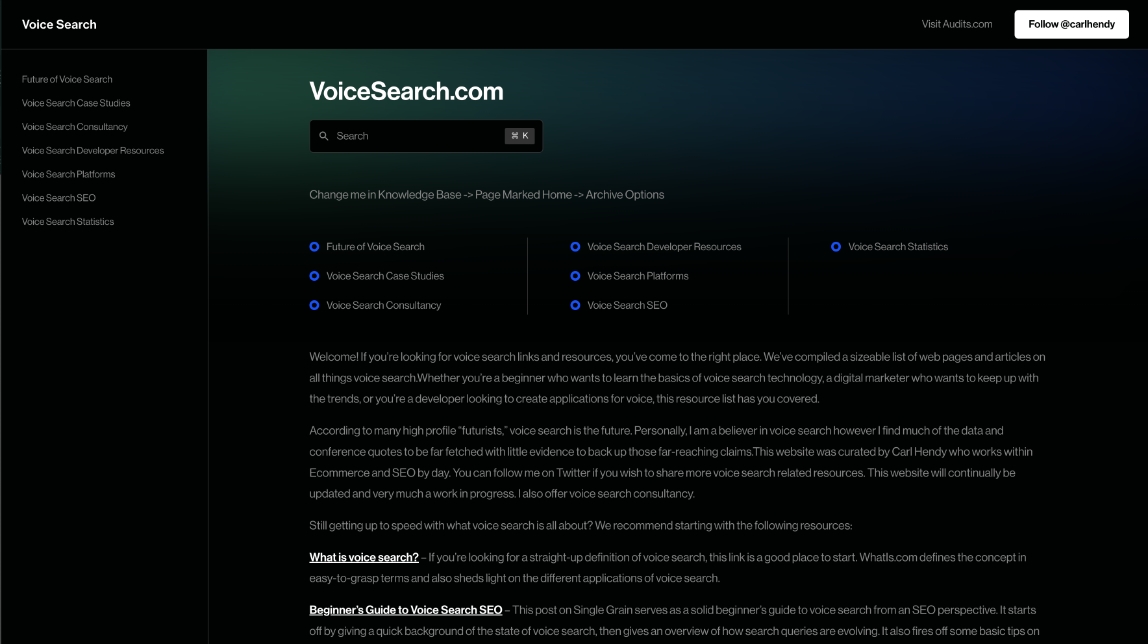 Voice Search
Visit Audits.com
Follow @carlhendy
Future of Voice Search
Voice Search Case Studies
Voice Search Consultancy
Voice Search Developer Resources
Voice Search Platforms
Voice Search SEO
Voice Search Statistics
VoiceSearch.com
Search
⌘ K
Change me in Knowledge Base -> Page Marked Home -> Archive Options
Future of Voice Search
Voice Search Case Studies
Voice Search Consultancy
Voice Search Developer Resources
Voice Search Platforms
Voice Search SEO
Voice Search Statistics
Welcome! If you're looking for voice search links and resources, you've come to the right place. We've compiled a sizeable list of web pages and articles on
all things voice search.Whether you're a beginner who wants to learn the basics of voice search technology, a digital marketer who wants to keep up with
the trends, or you're a developer looking to create applications for voice, this resource list has you covered.
According to many high profile “futurists,” voice search is the future. Personally, I am a believer in voice search however I find much of the data and
conference quotes to be far fetched with little evidence to back up those far-reaching claims.This website was curated by Carl Hendy who works within
Ecommerce and SEO by day. You can follow me on Twitter if you wish to share more voice search related resources. This website will continually be
updated and very much a work in progress. I also offer voice search consultancy.
Still getting up to speed with what voice search is all about? We recommend starting with the following resources:
What is voice search? – If you're looking for a straight-up definition of voice search, this link is a good place to start. WhatIs.com defines the concept in
easy-to-grasp terms and also sheds light on the different applications of voice search.
Beginner's Guide to Voice Search SEO – This post on Single Grain serves as a solid beginner's guide to voice search from an SEO perspective. It starts
off by giving a quick background of the state of voice search, then gives an overview of how search queries are evolving. It also fires off some basic tips on